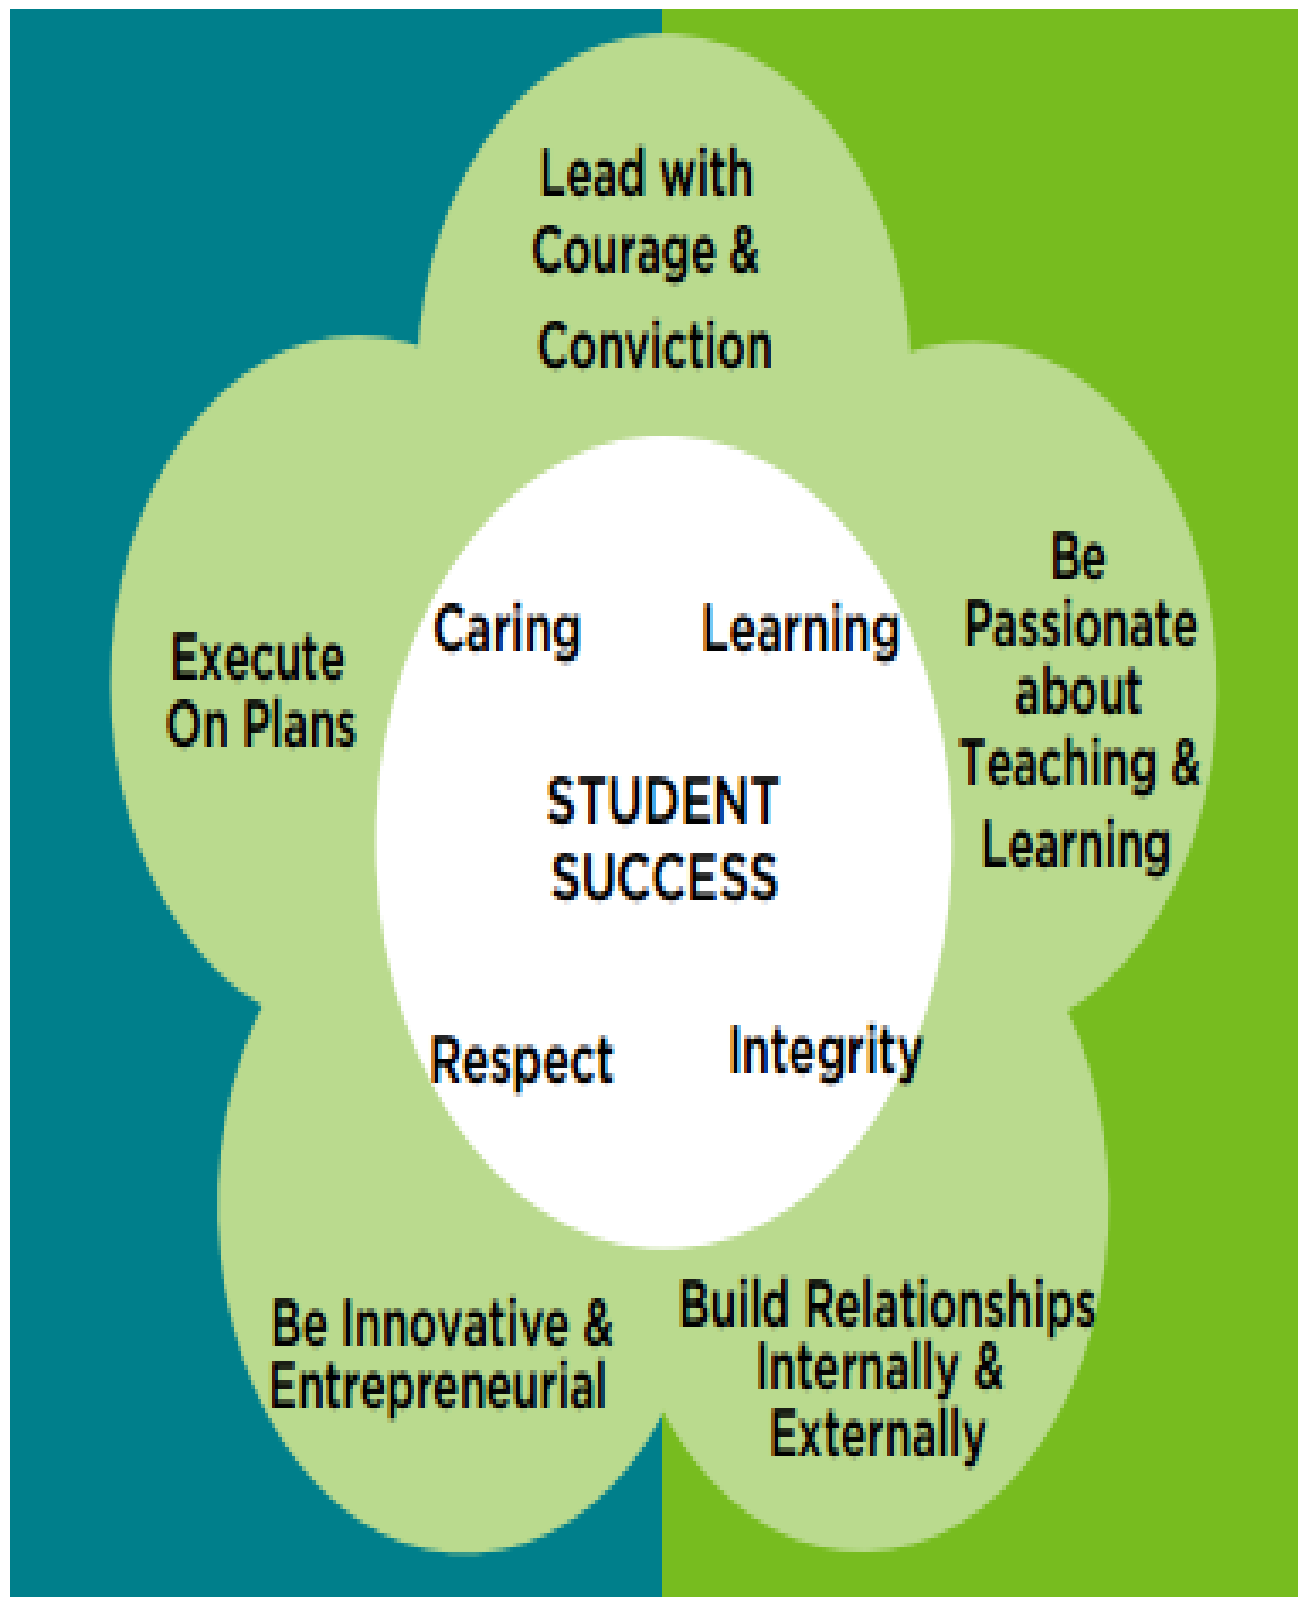 Lead with
Courage &
Conviction
Be
Passionate
about
Teaching &
Learning
Execute
On Plans
Caring
Learning
STUDENT
SUCCESS
Respect
Integrity
Be Innovative &
Entrepreneurial
Build Relationships
Internally &
Externally